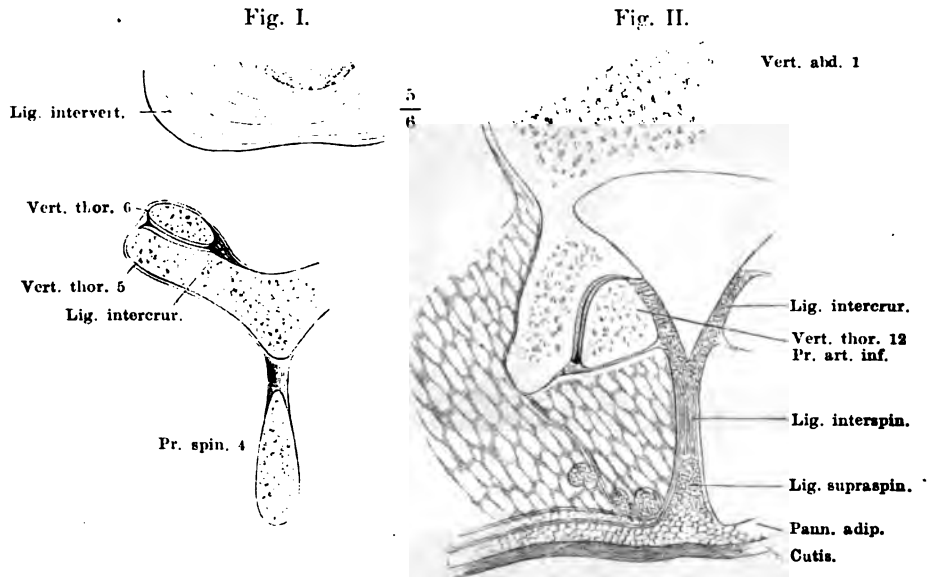 Fig. I.
Lig. intervert.
5
6
Vert. thor. 6
Vert. thor. 5
Lig. intercrur.
Pr. spin. 4
Fig. II.
Vert. abd. 1
Lig. intercrur.
Vert. thor. 12
Pr. art. inf.
Lig. interspin.
Lig. supraspin.
Pann. adip.
Cutis.